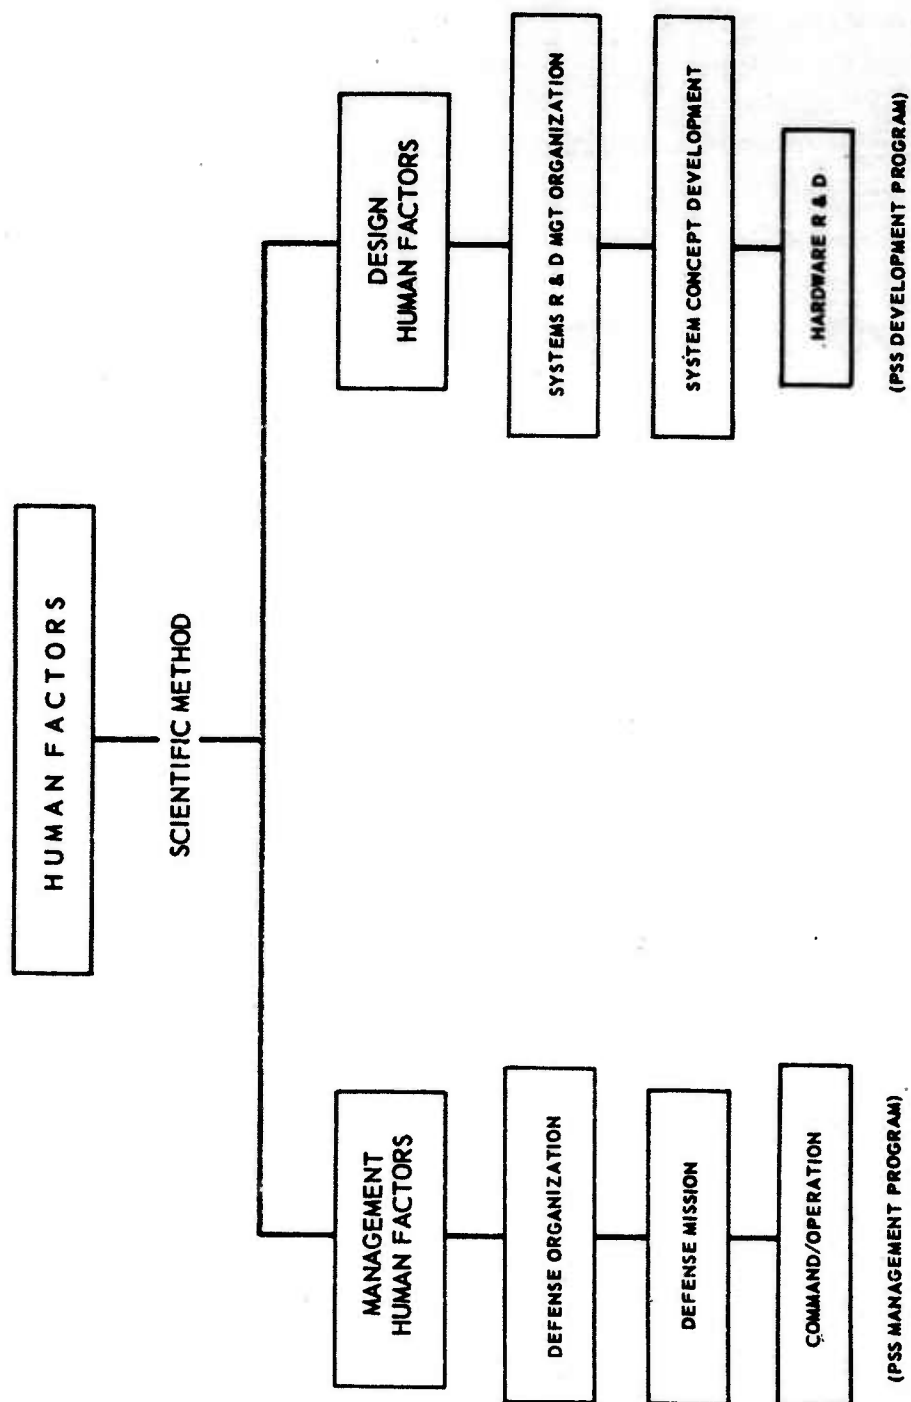 HUMAN FACTORS
SCIENTIFIC METHOD
MANAGEMENT
HUMAN FACTORS
DEFENSE ORGANIZATION
DEFENSE MISSION
COMMAND/OPERATION
(PSS MANAGEMENT PROGRAM)
DESIGN
HUMAN FACTORS
SYSTEMS R & D MGT ORGANIZATION
SYSTEM CONCEPT DEVELOPMENT
HARDWARE R & D
(PSS DEVELOPMENT PROGRAM)